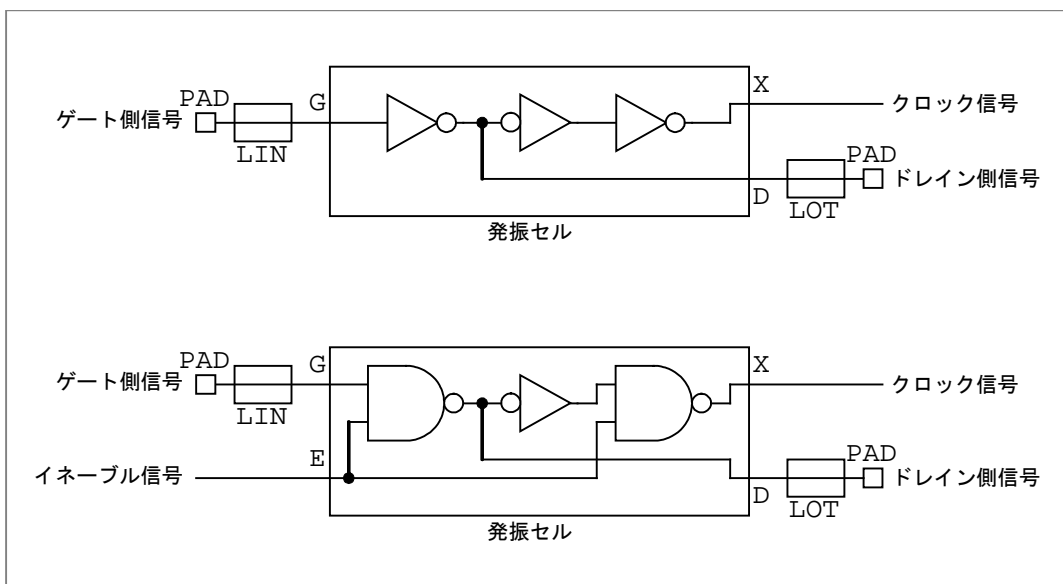 PAD
G
X
ゲート側信号
クロック信号
LIN
PAD
ドレイン側信号
D
LOT
発振セル
PAD
G
X
ゲート側信号
クロック信号
LIN
E
PAD
イネーブル信号
ドレイン側信号
D
LOT
発振セル